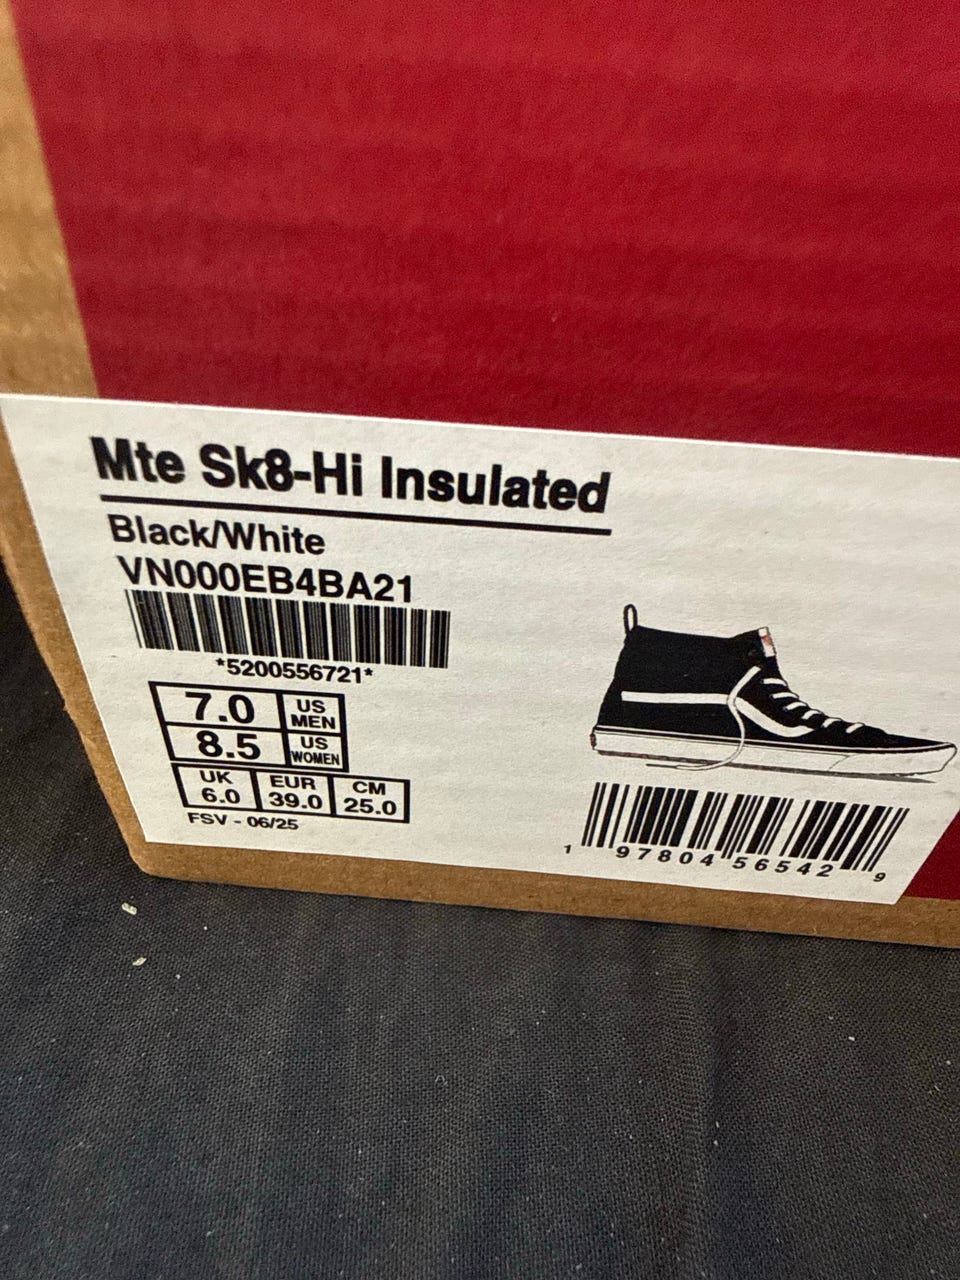 Mte Sk8-Hi Insulated
Black/White
VN000EB4BA21
*5200556721*
7.0 US MEN
8.5 US WOMEN
UK 6.0 EUR 39.0 CM 25.0
FSV - 06/25
1 97804 56542 9